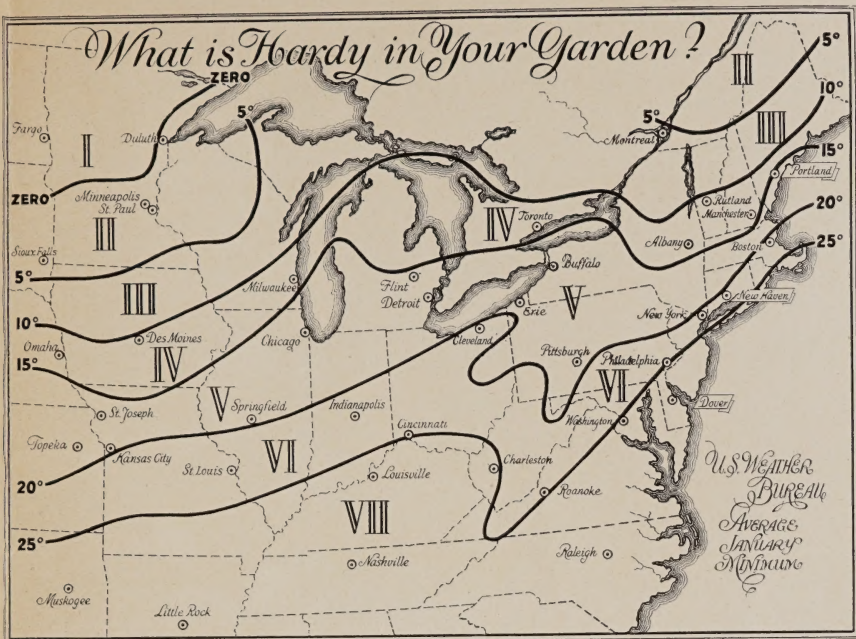 What is Hardy in Your Garden?
ZERO
5°
5°
II
10°
Fargo
I
Duluth
5°
Montreal
III
15°
Portland
ZERO
Minneapolis
St. Paul
II
IV
Toronto
Rutland
Manchester
20°
Sioux Falls
Albany
Boston
25°
5°
III
Milwaukee
Flint
Detroit
Buffalo
Erie
V
New Haven
New York
10°
Des Moines
Chicago
Cleveland
Omaha
IV
Pittsburgh
Philadelphia
15°
V
VI
Springfield
Indianapolis
St. Joseph
Washington
Dover
Cincinnati
Topeka
Kansas City
VI
St. Louis
Louisville
Charleston
20°
Roanoke
VIII
25°
Nashville
Raleigh
Muskogee
Little Rock
U.S. WEATHER
BUREAU
AVERAGE
JANUARY
MINIMUM